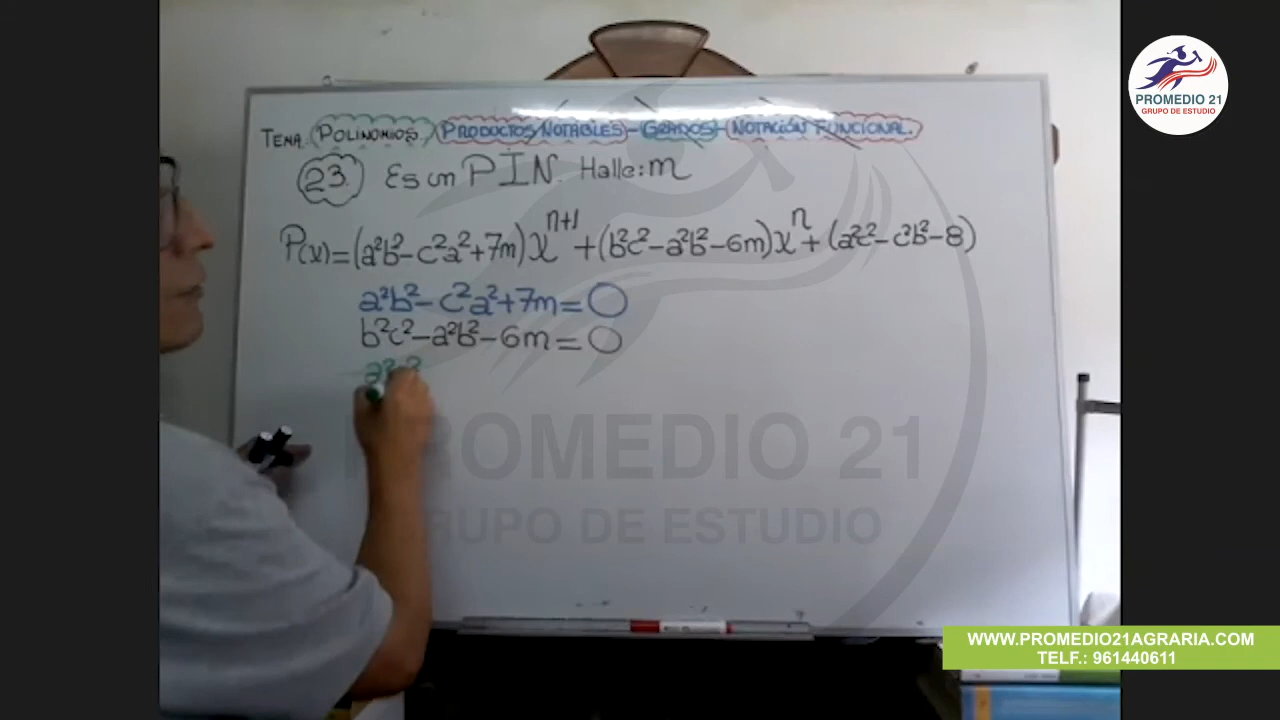 PROMEDIO 21
GRUPO DE ESTUDIO
TEMA: POLINOMIOS / PRODUCTOS NOTABLES - GRADOS - NOTACIÓN FUNCIONAL.
23. Es un PIN. Halle: m
P(x)=(a²b²-c²a²+7m)x^{n+1}+(b²c²-a²b²-6m)x^{n}+(a²c²-c²b²-8)
a²b²-c²a²+7m=0
b²c²-a²b²-6m=0
PROMEDIO 21
GRUPO DE ESTUDIO
WWW.PROMEDIO21AGRARIA.COM
TELF.: 961440611